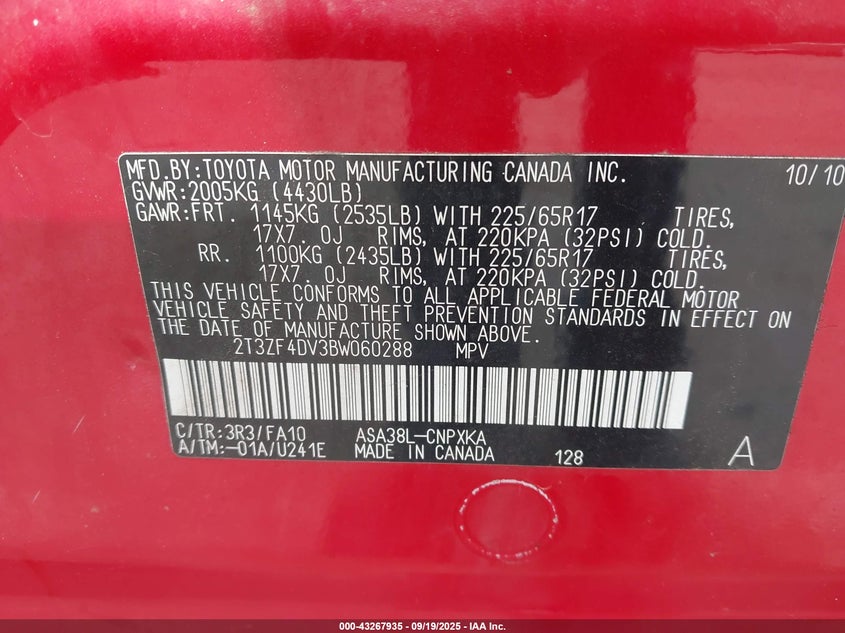 MFD.BY:TOYOTA MOTOR MANUFACTURING CANADA INC. 10/10
GVWR:2005KG (4430LB)
GAWR:FRT. 1145KG (2535LB) WITH 225/65R17 TIRES,
17X7. OJ RIMS, AT 220KPA (32PSI) COLD.
RR. 1100KG (2435LB) WITH 225/65R17 TIRES,
17X7. OJ RIMS, AT 220KPA (32PSI) COLD.
THIS VEHICLE CONFORMS TO ALL APPLICABLE FEDERAL MOTOR
VEHICLE SAFETY AND THEFT PREVENTION STANDARDS IN EFFECT ON
THE DATE OF MANUFACTURE SHOWN ABOVE.
2T3ZF4DV3BW060288 MPV
C/TR:3R3/FA10 ASA38L-CNPXKA
A/TM:-01A/U241E MADE IN CANADA 128 A
000-43267935 - 09/19/2025 - IAA Inc.